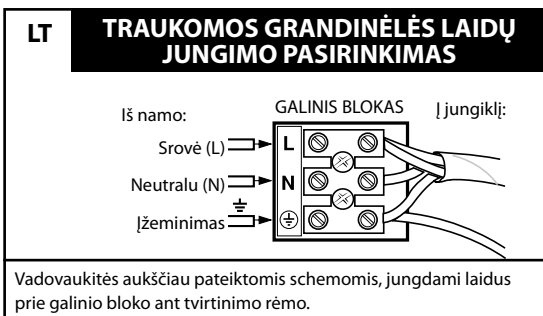 LT
TRAUKOMOS GRANDINĖLĖS LAIDŲ
JUNGIMO PASIRINKIMAS
Iš namo:
GALINIS BLOKAS
Į jungiklį:
Srovė (L)
L
Neutralu (N)
N
Įžeminimas
Vadovaukitės aukščiau pateiktomis schemomis, jungdami laidus
prie galinio bloko ant tvirtinimo rėmo.